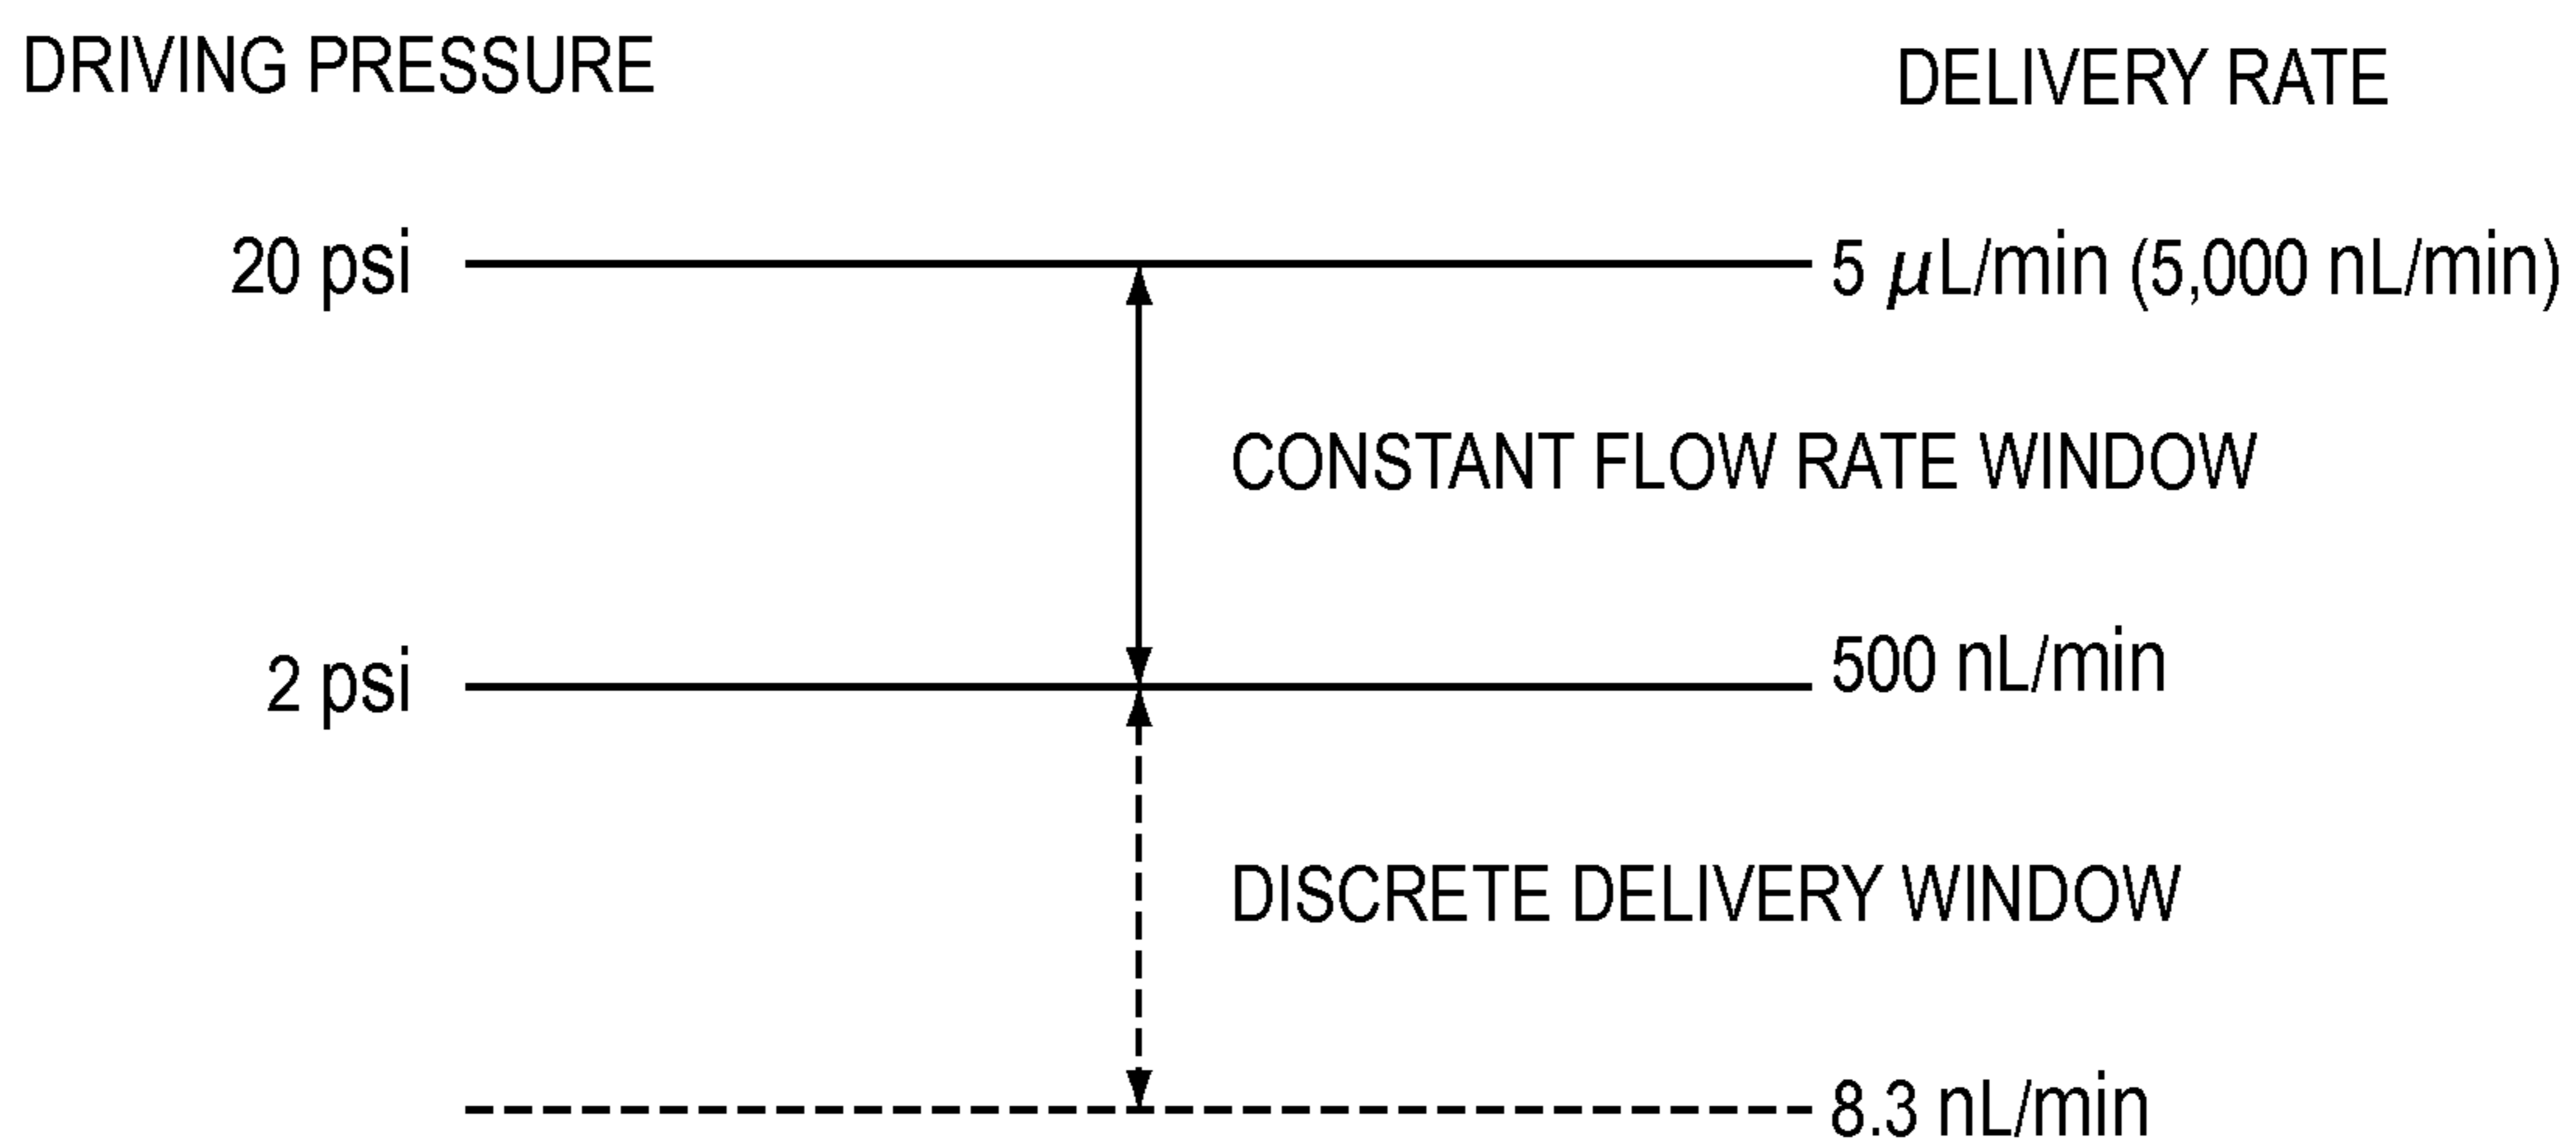 DRIVING PRESSURE
DELIVERY RATE
20 psi
5 μL/min (5,000 nL/min)
CONSTANT FLOW RATE WINDOW
2 psi
500 nL/min
DISCRETE DELIVERY WINDOW
8.3 nL/min